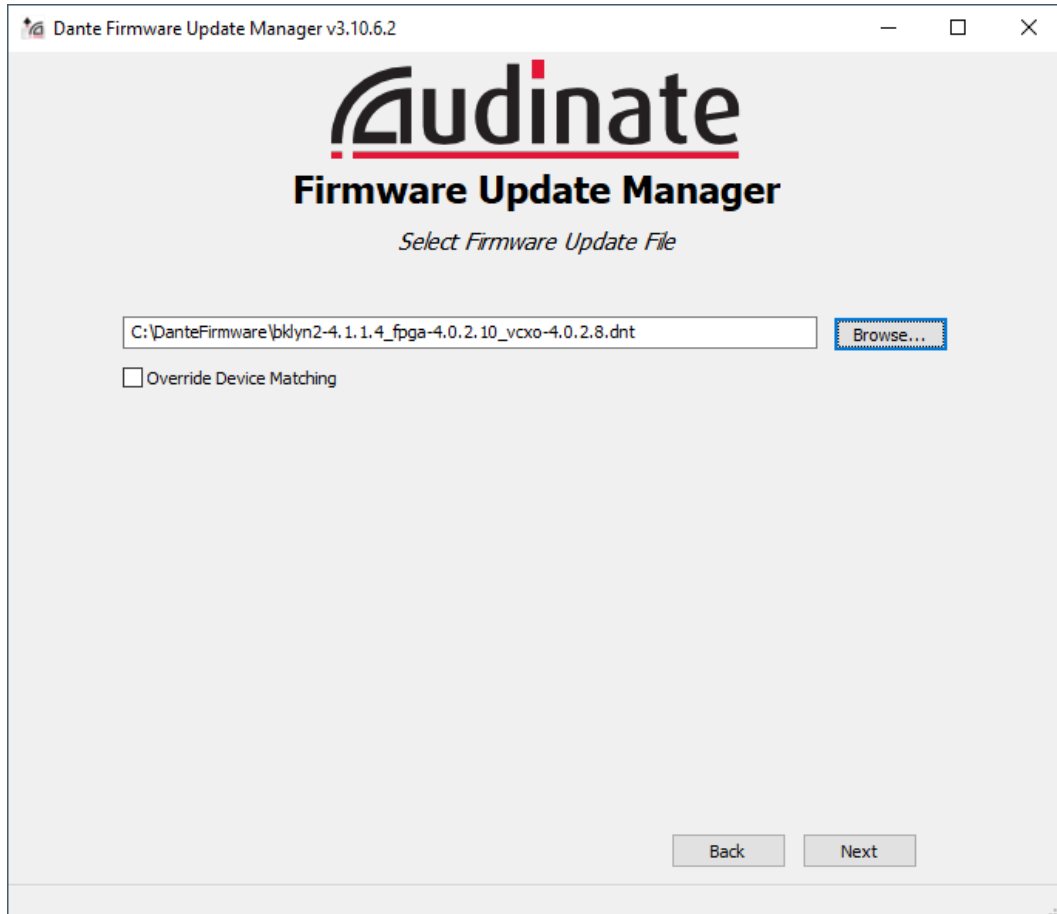 Dante Firmware Update Manager v3.10.6.2
audinate
Firmware Update Manager
Select Firmware Update File
C:\DanteFirmware\bklyn2-4.1.1.4_fpga-4.0.2.10_vcxo-4.0.2.8.dnt
Browse...
Override Device Matching
Back
Next